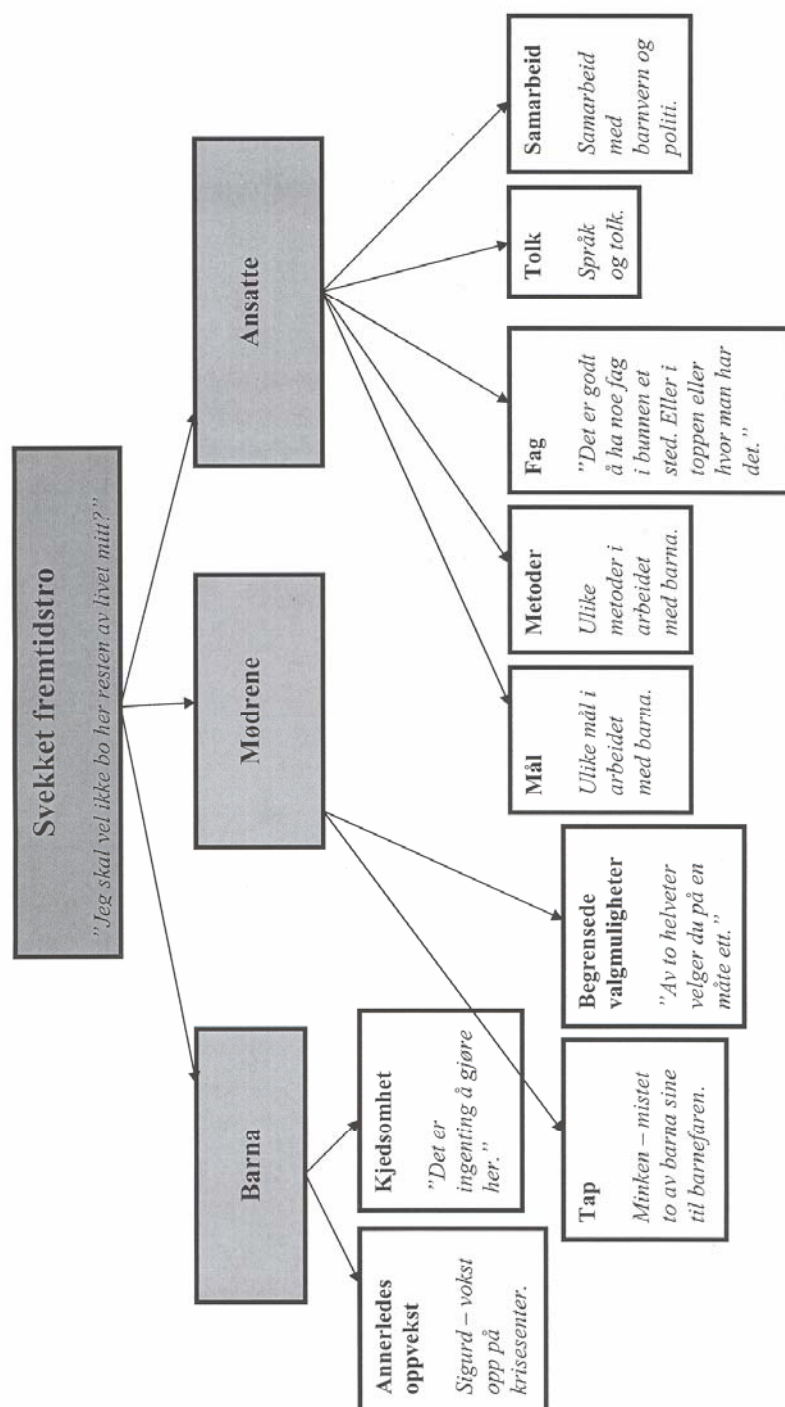 Svekket fremtidstro
”Jeg skal vel ikke bo her resten av livet mitt?”
Barna
Mødrene
Ansatte
Annerledes
oppvekst
Sigurd – vokst
opp på
krisesenter.
Kjedsomhet
”Det er
ingenting å gjøre
her.”
Tap
Minken – mistet
to av barna sine
til barnefaren.
Begrensede
valgmuligheter
”Av to helveter
velger du på en
måte ett.”
Mål
Ulike mål i
arbeidet
med barna.
Metoder
Ulike
metoder i
arbeidet
med barna.
Fag
”Det er godt
å ha noe fag
i bunnen et
sted. Eller i
toppen eller
hvor man har
det.”
Tolk
Språk
og tolk.
Samarbeid
Samarbeid
med
barnvern og
politi.